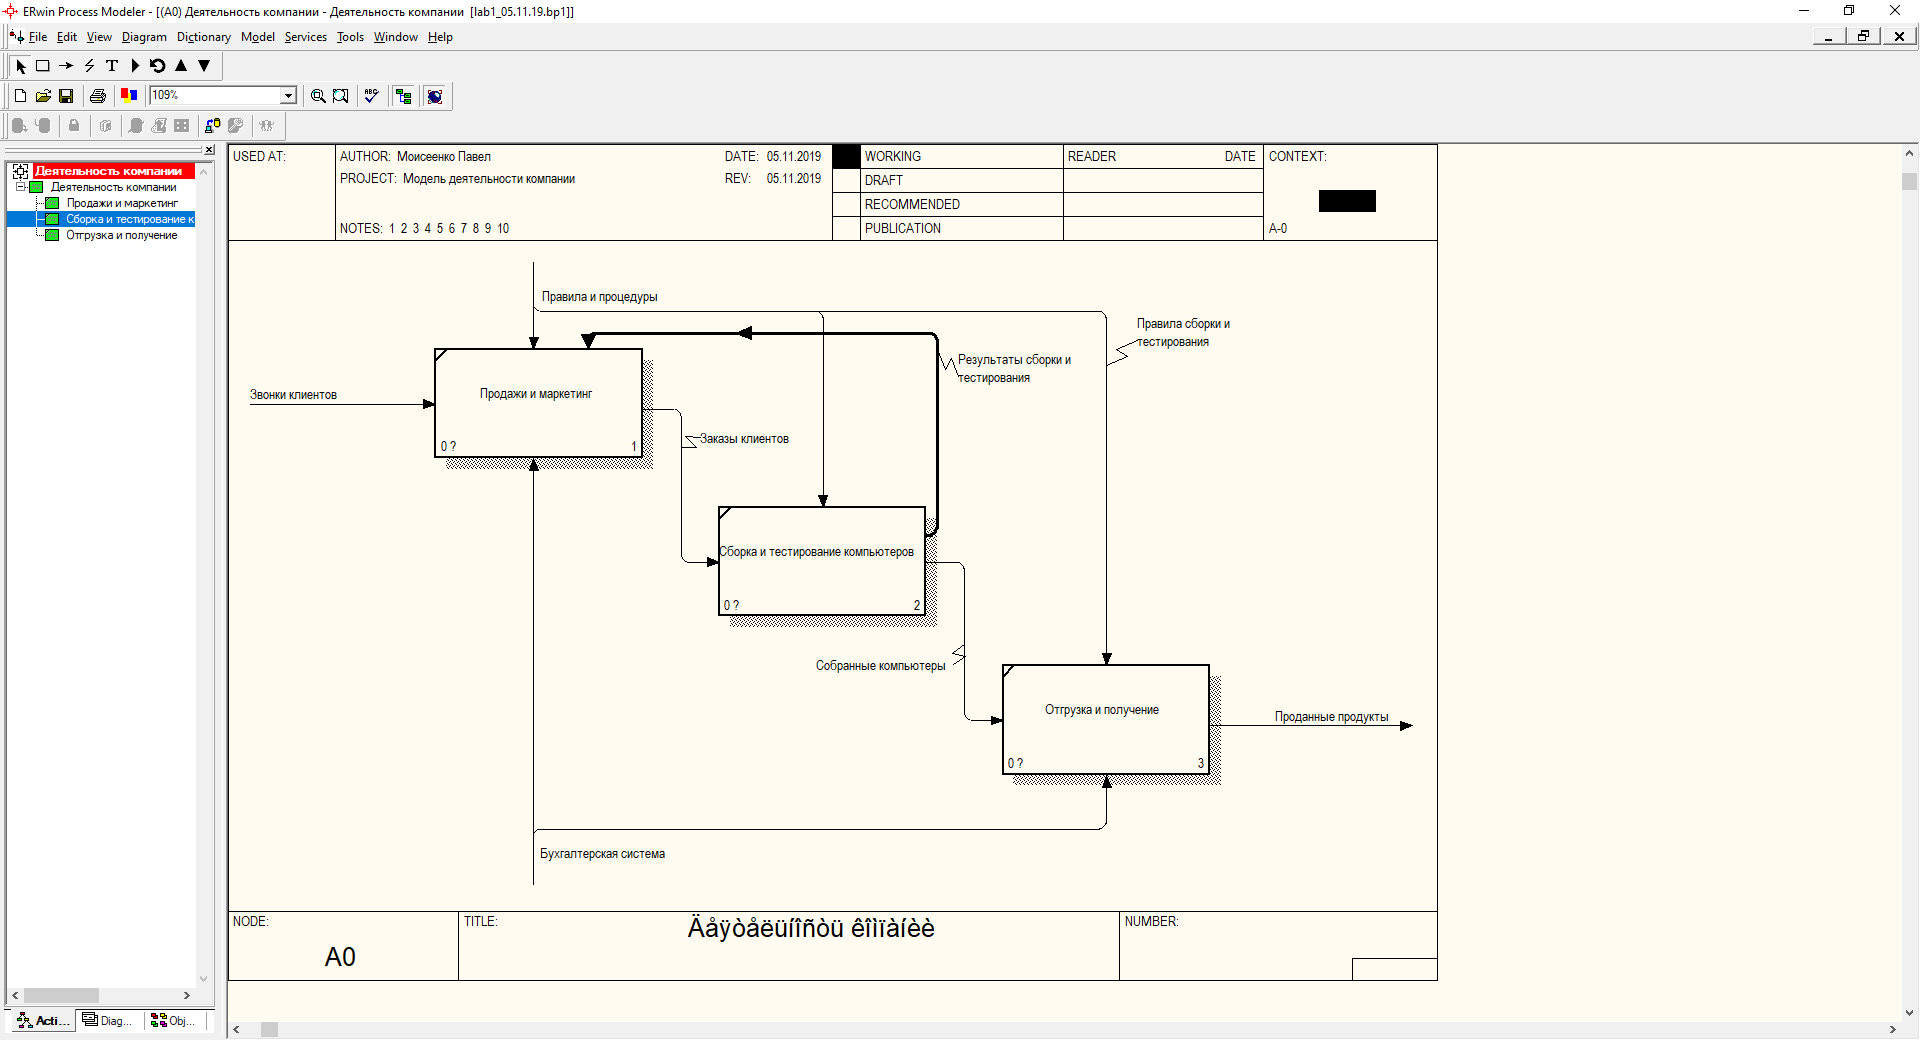 ERwin Process Modeler - [(A0) Деятельность компании - Деятельность компании  [lab1_05.11.19.bp1]]
File Edit View Diagram Dictionary Model Services Tools Window Help
T
109%
ABC
Деятельность компании
Деятельность компании
Продажи и маркетинг
Сборка и тестирование к
Отгрузка и получение
Acti... Diag... Obj...
USED AT: AUTHOR: Моисеенко Павел DATE: 05.11.2019 WORKING READER DATE CONTEXT:
PROJECT: Модель деятельности компании REV: 05.11.2019 DRAFT
RECOMMENDED
NOTES: 1 2 3 4 5 6 7 8 9 10 PUBLICATION A-0
Правила и процедуры
Правила сборки и
тестирования
Результаты сборки и
тестирования
Звонки клиентов
Продажи и маркетинг
0 ? 1
Заказы клиентов
Сборка и тестирование компьютеров
0 ? 2
Собранные компьютеры
Отгрузка и получение
0 ? 3
Проданные продукты
Бухгалтерская система
NODE: TITLE: NUMBER:
A0 Äåÿòåëüíîñòü êîìïàíèè